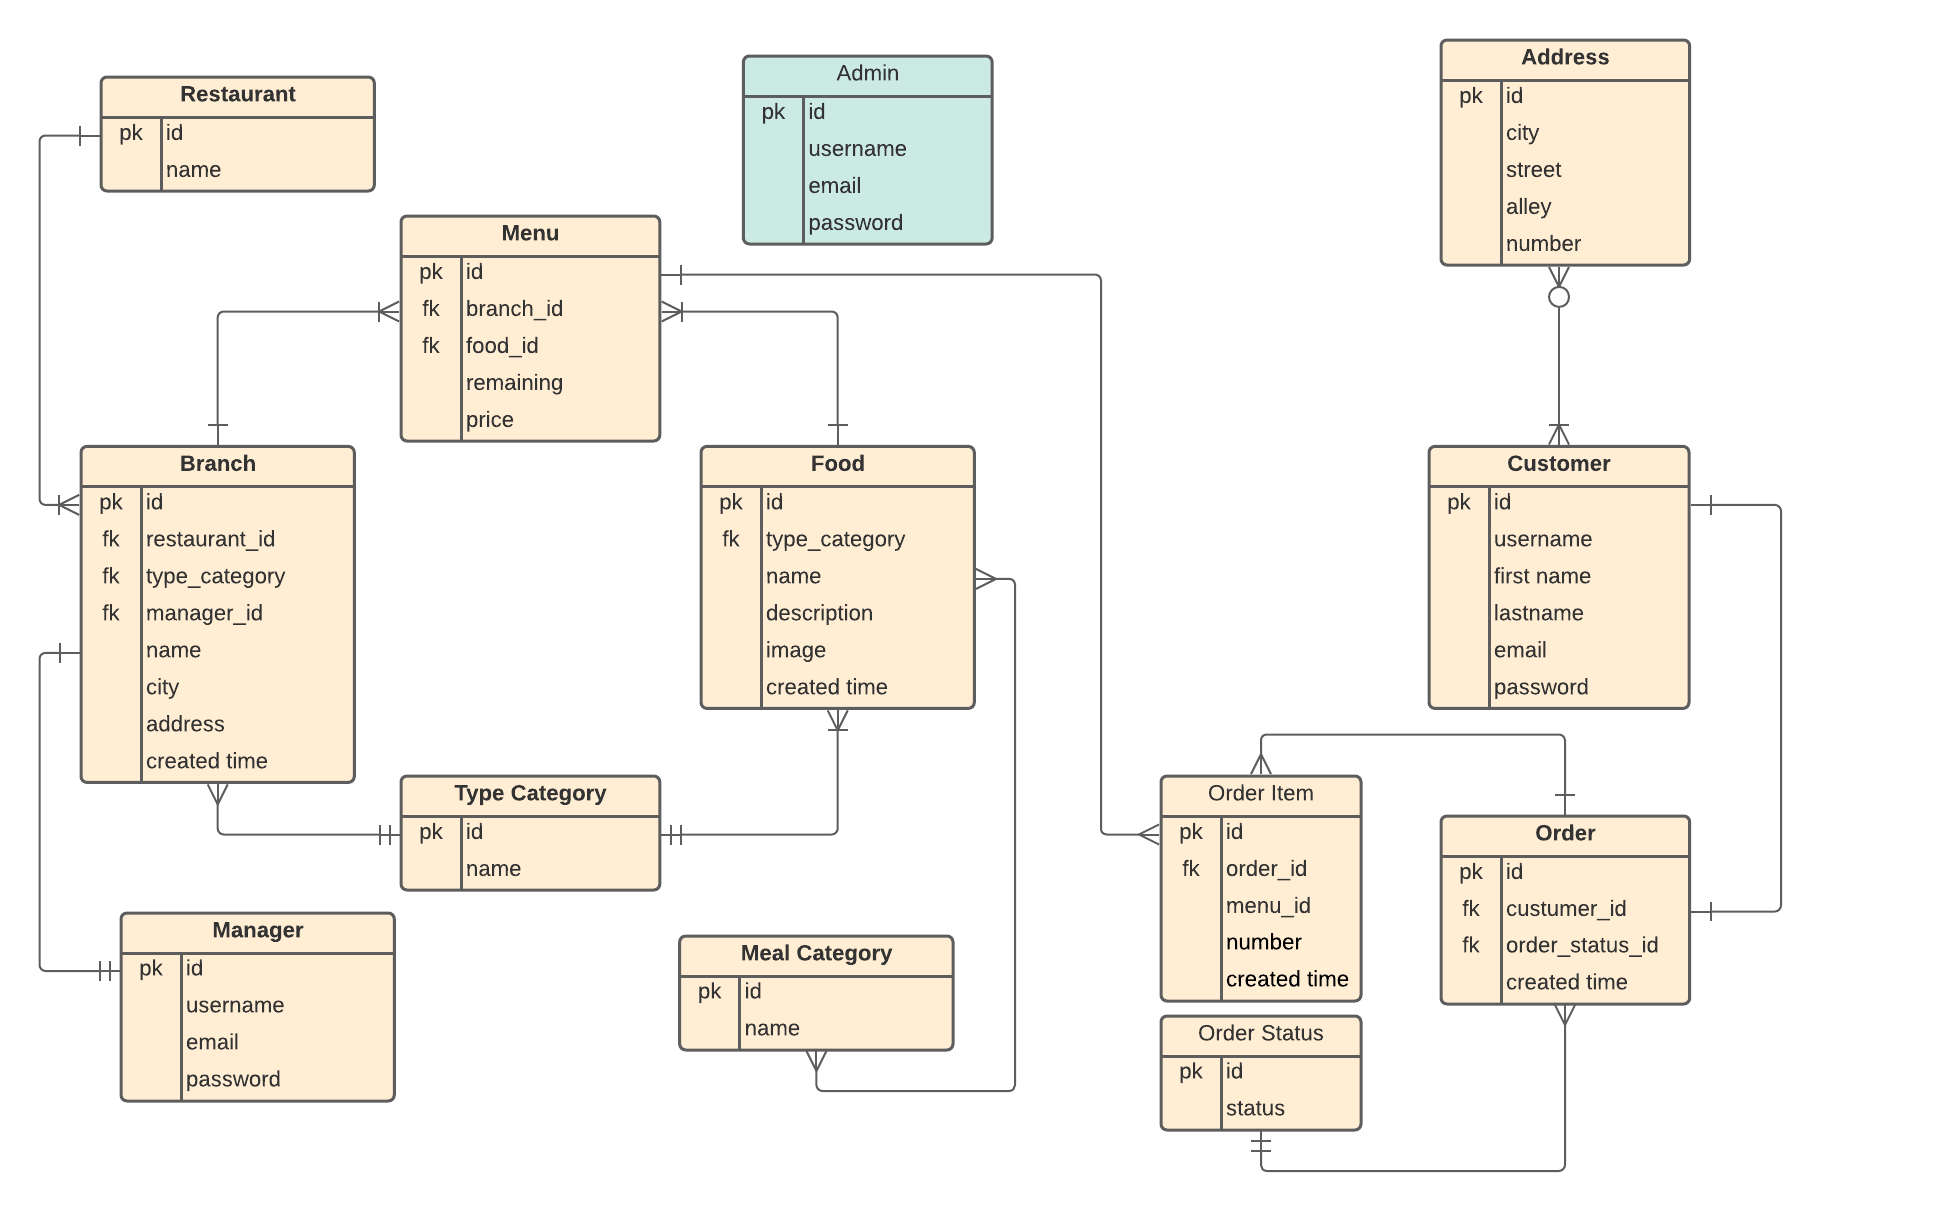 Restaurant
pk id
name
Admin
pk id
username
email
password
Address
pk id
city
street
alley
number
Menu
pk id
fk branch_id
fk food_id
remaining
price
Branch
pk id
fk restaurant_id
fk type_category
fk manager_id
name
city
address
created time
Food
pk id
fk type_category
name
description
image
created time
Customer
pk id
username
first name
lastname
email
password
Type Category
pk id
name
Order Item
pk id
fk order_id
menu_id
number
created time
Order
pk id
fk custumer_id
fk order_status_id
created time
Manager
pk id
username
email
password
Meal Category
pk id
name
Order Status
pk id
status